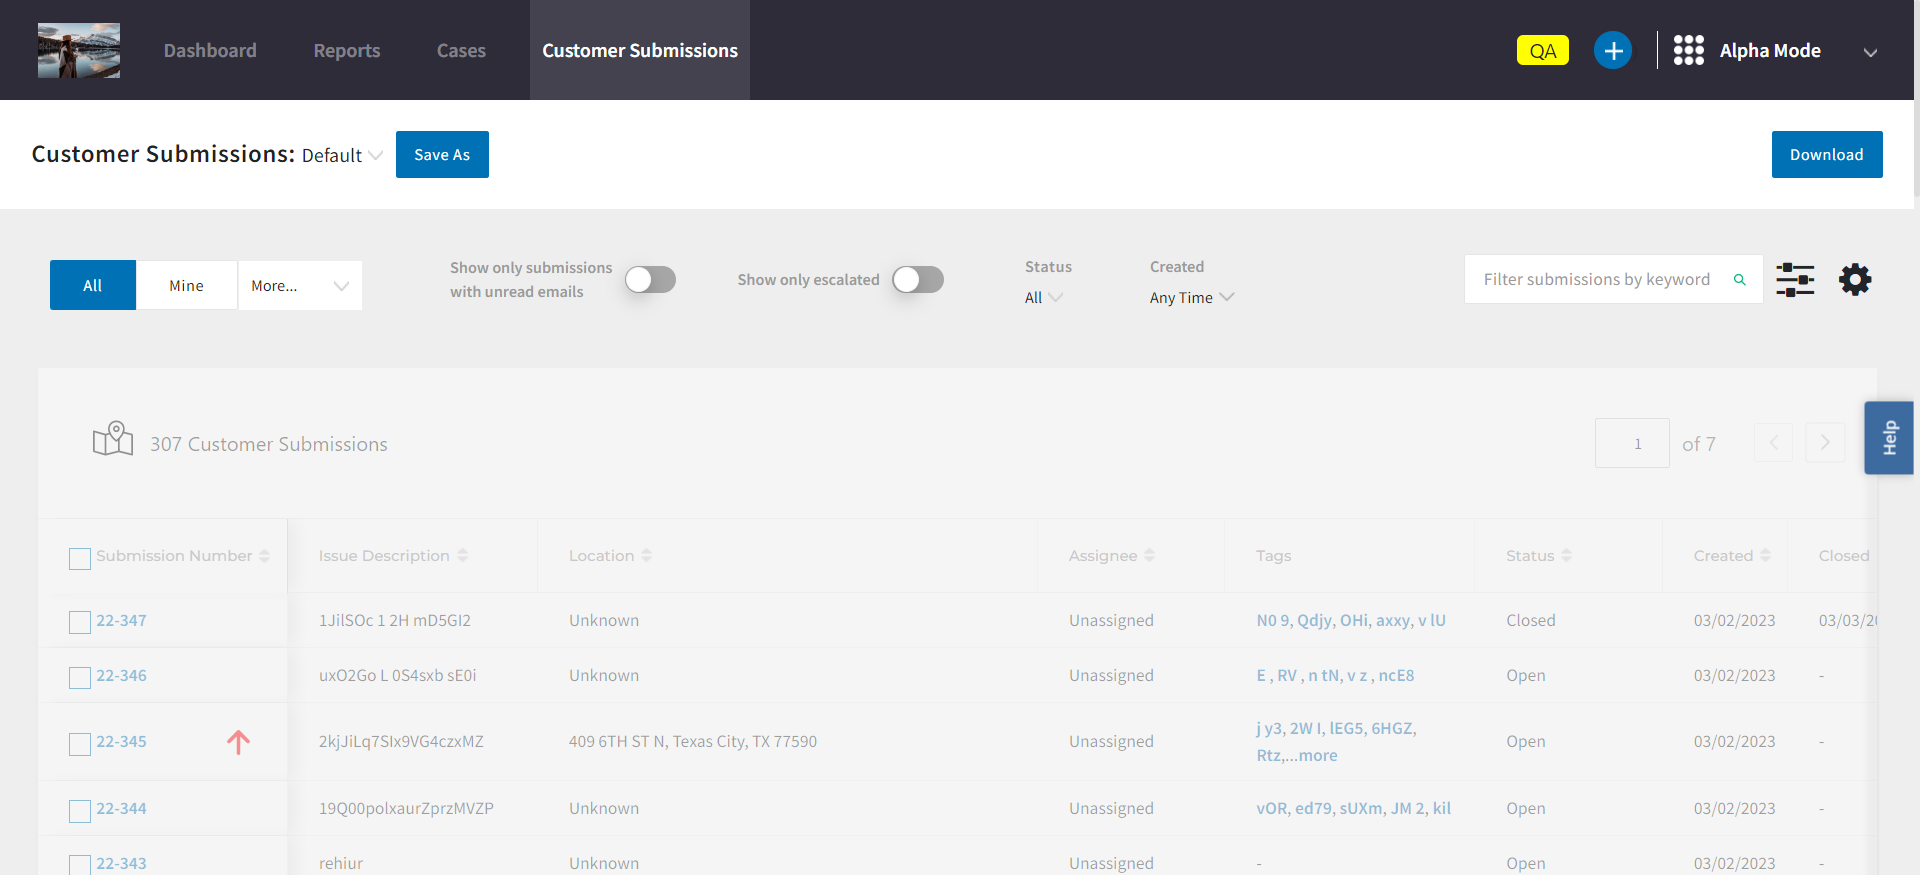 Dashboard
Reports
Cases
Customer Submissions
QA
Alpha Mode
Customer Submissions: Default
Save As
Download
All
Mine
More...
Show only submissions
with unread emails
Show only escalated
Status
All
Created
Any Time
Filter submissions by keyword
Help
307 Customer Submissions
1
of 7
Submission Number Issue Description Location Assignee Tags Status Created Closed
22-347 1JilSOc 1 2H mD5GI2 Unknown Unassigned N0 9, Qdjy, OHi, axxy, v lU Closed 03/02/2023 03/03/20
22-346 uxO2Go L 0S4sxb sE0i Unknown Unassigned E , RV , n tN, v z , ncE8 Open 03/02/2023 -
22-345 2kjJiLq7SIx9VG4czxMZ 409 6TH ST N, Texas City, TX 77590 Unassigned j y3, 2W I, lEG5, 6HGZ, Open 03/02/2023 -
Rtz,...more
22-344 19Q00polxaurZprzMVZP Unknown Unassigned vOR, ed79, sUXm, JM 2, kil Open 03/02/2023 -
22-343 rehiur Unknown Unassigned - Open 03/02/2023 -